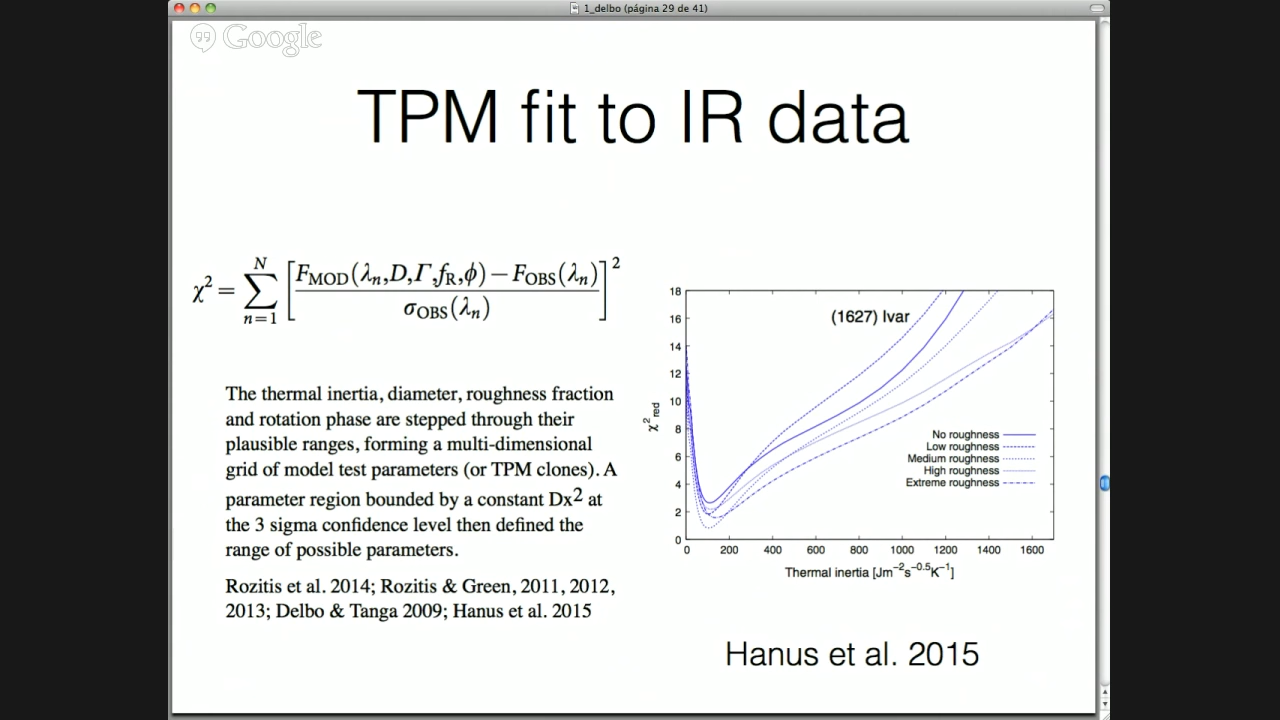 1_delbo (página 29 de 41)
Google
TPM fit to IR data
χ² = Σ_{n=1}^{N} [ (F_MOD(λ_n,D,Γ,f_R,ϕ) − F_OBS(λ_n)) / σ_OBS(λ_n) ]²
The thermal inertia, diameter, roughness fraction
and rotation phase are stepped through their
plausible ranges, forming a multi-dimensional
grid of model test parameters (or TPM clones). A
parameter region bounded by a constant Dx² at
the 3 sigma confidence level then defined the
range of possible parameters.
Rozitis et al. 2014; Rozitis & Green, 2011, 2012,
2013; Delbo & Tanga 2009; Hanus et al. 2015
(1627) Ivar
18
16
14
12
10
8
6
4
2
0
χ²_red
No roughness
Low roughness
Medium roughness
High roughness
Extreme roughness
0 200 400 600 800 1000 1200 1400 1600
Thermal inertia [Jm⁻²s⁻⁰·⁵K⁻¹]
Hanus et al. 2015